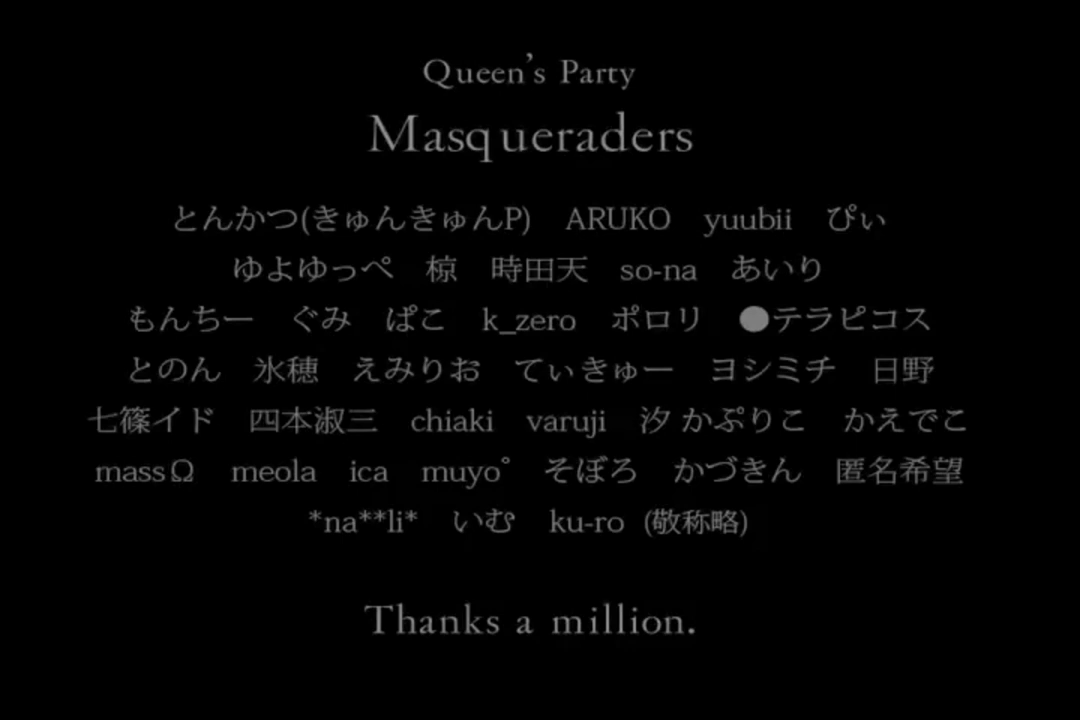 Queen's Party
Masqueraders
とんかつ(きゅんきゅんP)　ARUKO　yuubii　ぴぃ
ゆよゆっぺ　椋　時田天　so-na　あいり
もんちー　ぐみ　ぱこ　k_zero　ポロリ　●テラピコス
とのん　氷穂　えみりお　てぃきゅー　ヨシミチ　日野
七篠イド　四本淑三　chiaki　varuji　汐 かぷりこ　かえでこ
massΩ　meola　ica　muyo°　そぼろ　かづきん　匿名希望
*na**li*　いむ　ku-ro　(敬称略)
Thanks a million.